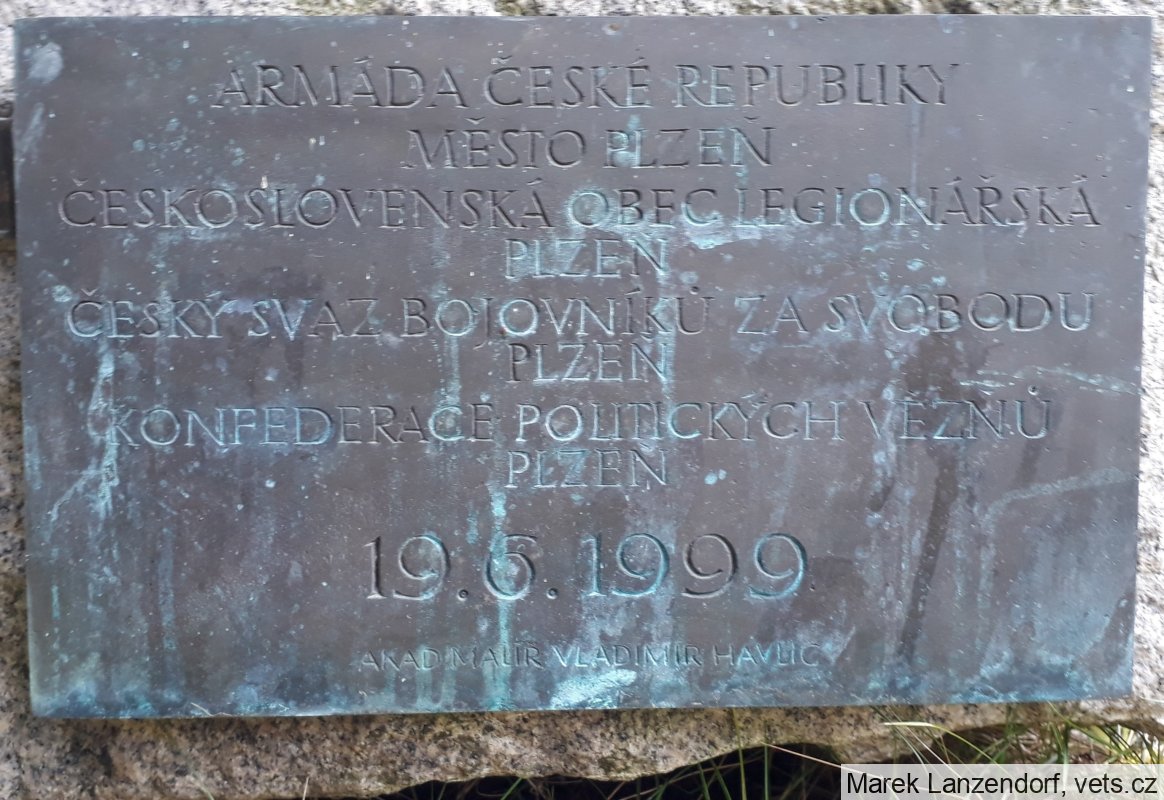 ARMÁDA ČESKÉ REPUBLIKY
MĚSTO PLZEŇ
ČESKOSLOVENSKÁ OBEC LEGIONÁŘSKÁ
PLZEŇ
ČESKÝ SVAZ BOJOVNÍKŮ ZA SVOBODU
PLZEŇ
KONFEDERACE POLITICKÝCH VĚZŇŮ
PLZEŇ
19.6.1999
AKAD MALÍŘ VLADIMÍR HAVLIC
Marek Lanzendorf, vets.cz